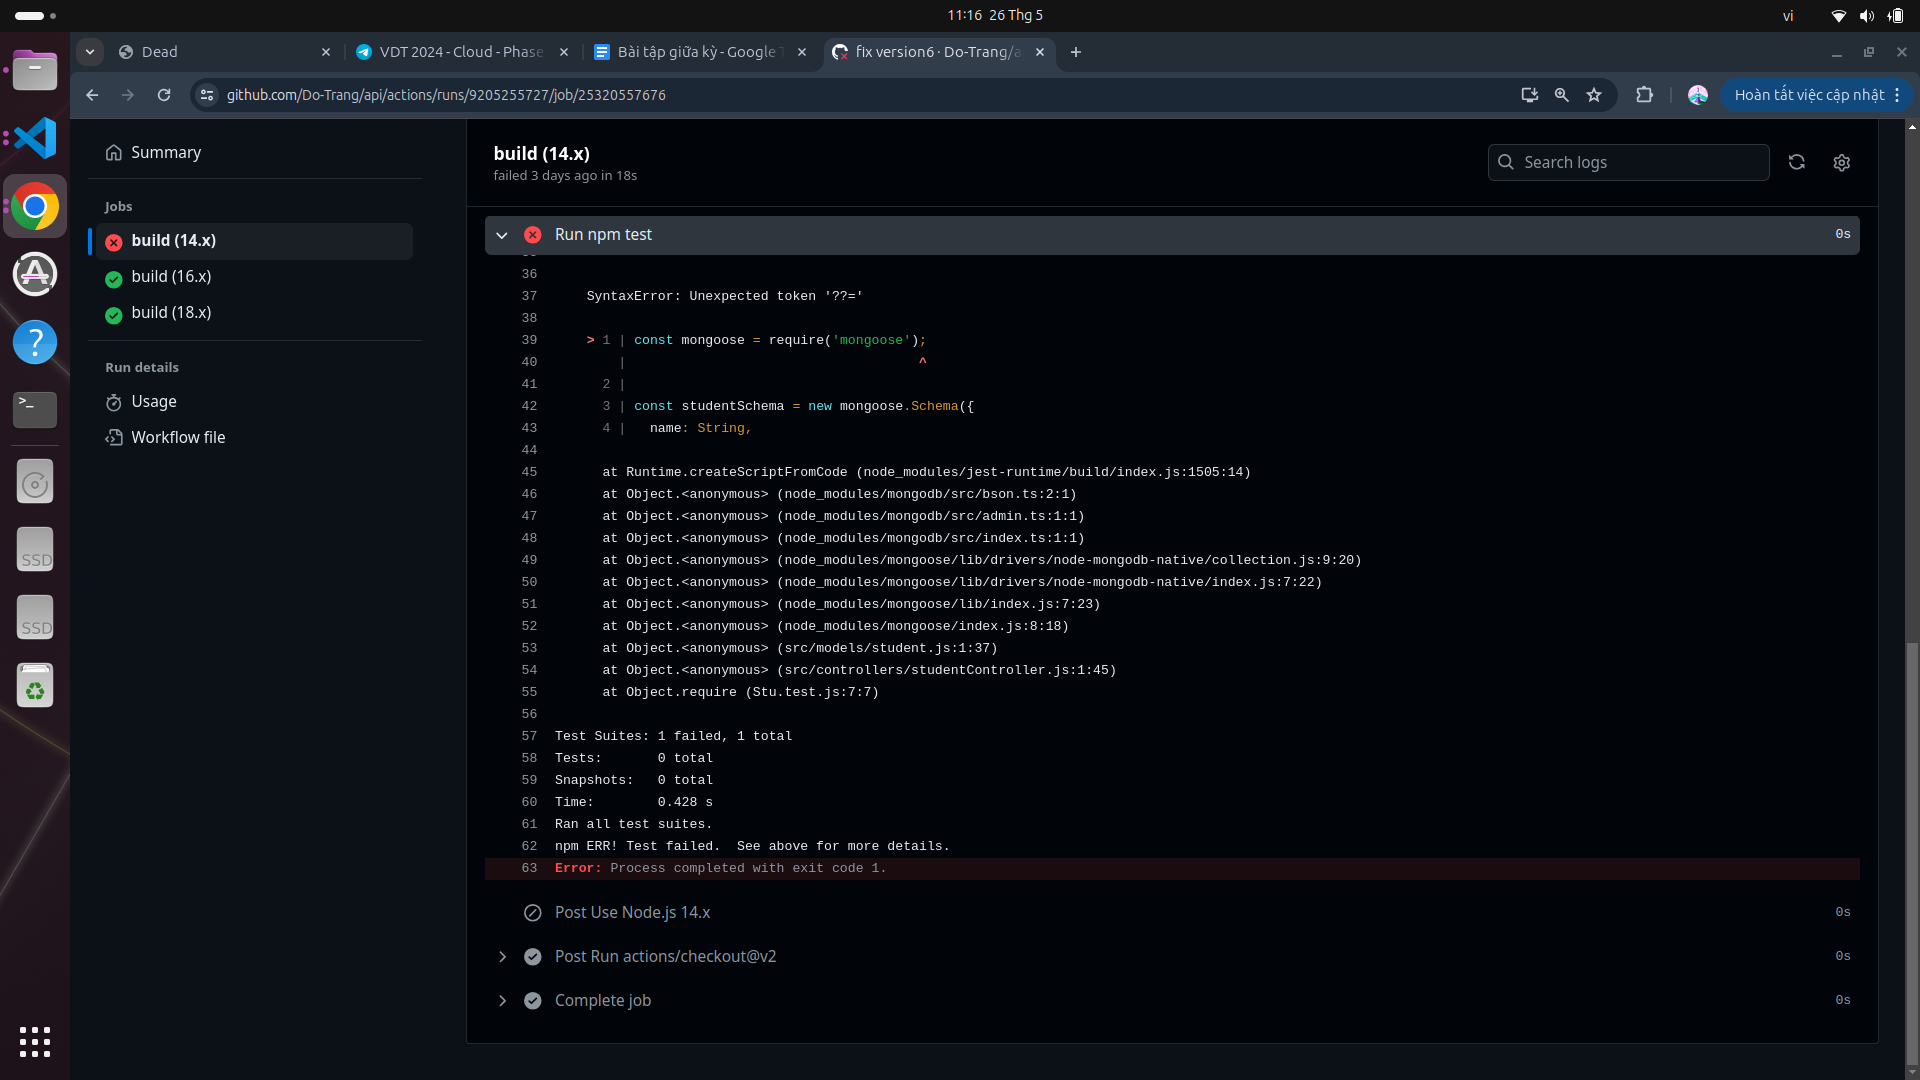 11:16 26 Thg 5
vi
Dead
VDT 2024 - Cloud - Phase
Bài tập giữa kỳ - Google
fix version6 · Do-Trang/a
github.com/Do-Trang/api/actions/runs/9205255727/job/25320557676
Hoàn tất việc cập nhật
Summary
Jobs
build (14.x)
build (16.x)
build (18.x)
Run details
Usage
Workflow file
SSD
SSD
build (14.x)
failed 3 days ago in 18s
Search logs
Run npm test
0s
36
37 SyntaxError: Unexpected token '??='
38
39 > 1 | const mongoose = require('mongoose');
40 | ^
41 2 |
42 3 | const studentSchema = new mongoose.Schema({
43 4 | name: String,
44
45 at Runtime.createScriptFromCode (node_modules/jest-runtime/build/index.js:1505:14)
46 at Object.<anonymous> (node_modules/mongodb/src/bson.ts:2:1)
47 at Object.<anonymous> (node_modules/mongodb/src/admin.ts:1:1)
48 at Object.<anonymous> (node_modules/mongodb/src/index.ts:1:1)
49 at Object.<anonymous> (node_modules/mongoose/lib/drivers/node-mongodb-native/collection.js:9:20)
50 at Object.<anonymous> (node_modules/mongoose/lib/drivers/node-mongodb-native/index.js:7:22)
51 at Object.<anonymous> (node_modules/mongoose/lib/index.js:7:23)
52 at Object.<anonymous> (node_modules/mongoose/index.js:8:18)
53 at Object.<anonymous> (src/models/student.js:1:37)
54 at Object.<anonymous> (src/controllers/studentController.js:1:45)
55 at Object.require (Stu.test.js:7:7)
56
57 Test Suites: 1 failed, 1 total
58 Tests: 0 total
59 Snapshots: 0 total
60 Time: 0.428 s
61 Ran all test suites.
62 npm ERR! Test failed. See above for more details.
63 Error: Process completed with exit code 1.
Post Use Node.js 14.x
0s
Post Run actions/checkout@v2
0s
Complete job
0s